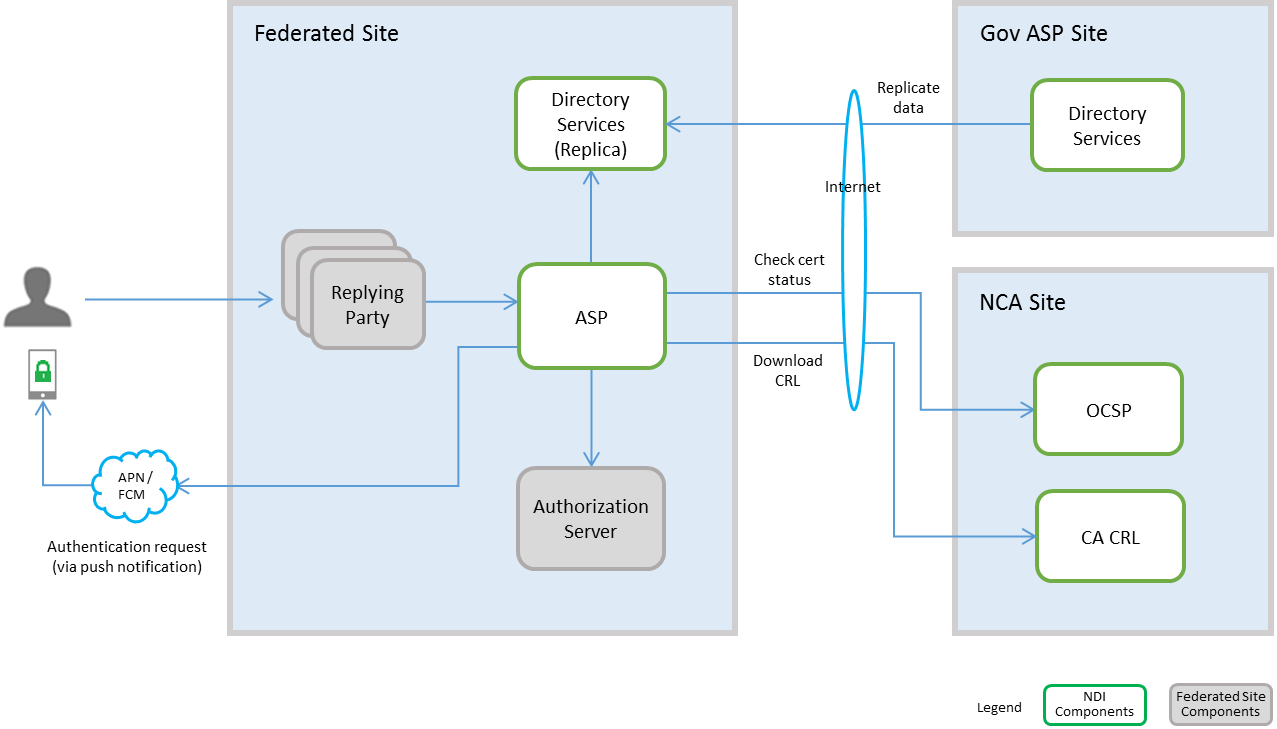 Federated Site
Gov ASP Site
Directory
Services
(Replica)
Replicate
data
Directory
Services
Internet
Check cert
status
NCA Site
Replying
Party
ASP
Download
CRL
OCSP
APN /
FCM
Authorization
Server
CA CRL
Authentication request
(via push notification)
Legend
NDI
Components
Federated Site
Components